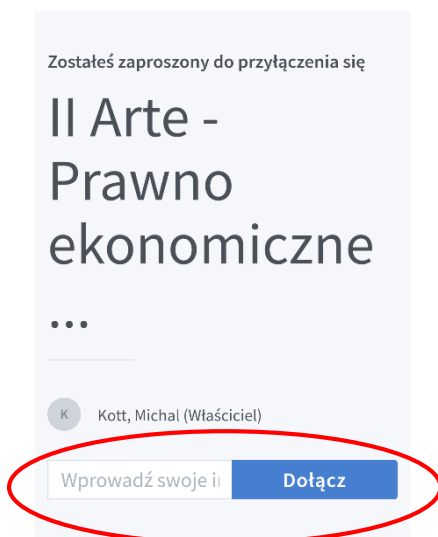 Zostałeś zaproszony do przyłączenia się
II Arte -
Prawno
ekonomiczne
...
K
Kott, Michal (Właściciel)
Wprowadź swoje i
Dołącz